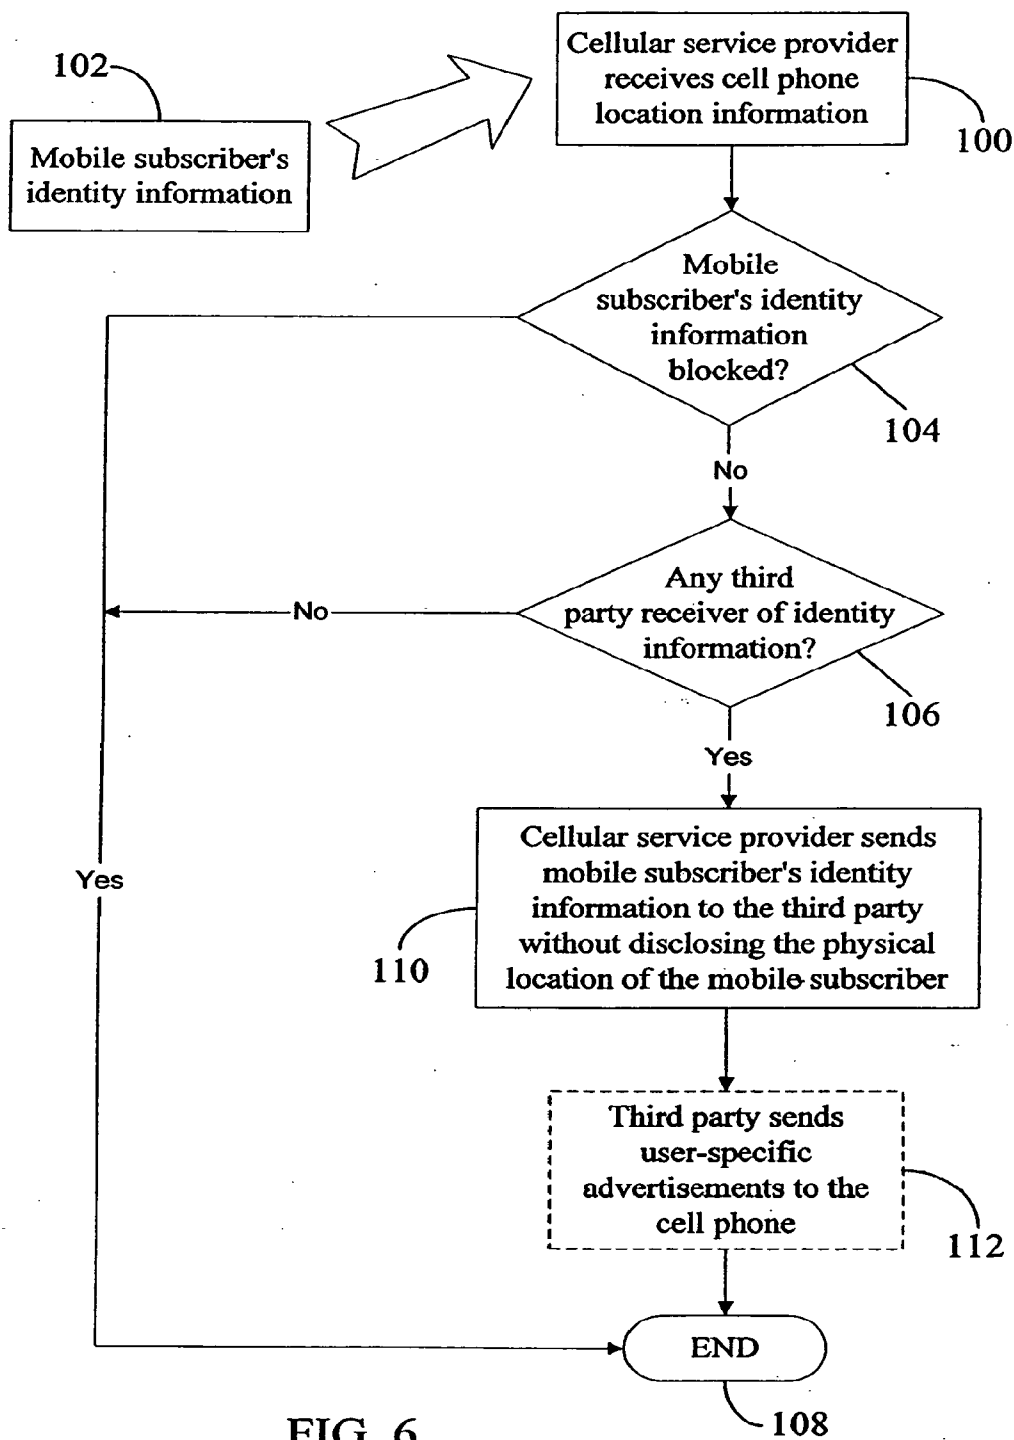 102
Mobile subscriber's
identity information
Cellular service provider
receives cell phone
location information
100
Mobile
subscriber's identity
information
blocked?
104
No
Any third
party receiver of identity
information?
106
No
Yes
Cellular service provider sends
mobile subscriber's identity
information to the third party
without disclosing the physical
location of the mobile subscriber
110
Yes
Third party sends
user-specific
advertisements to the
cell phone
112
END
108
FIG. 6